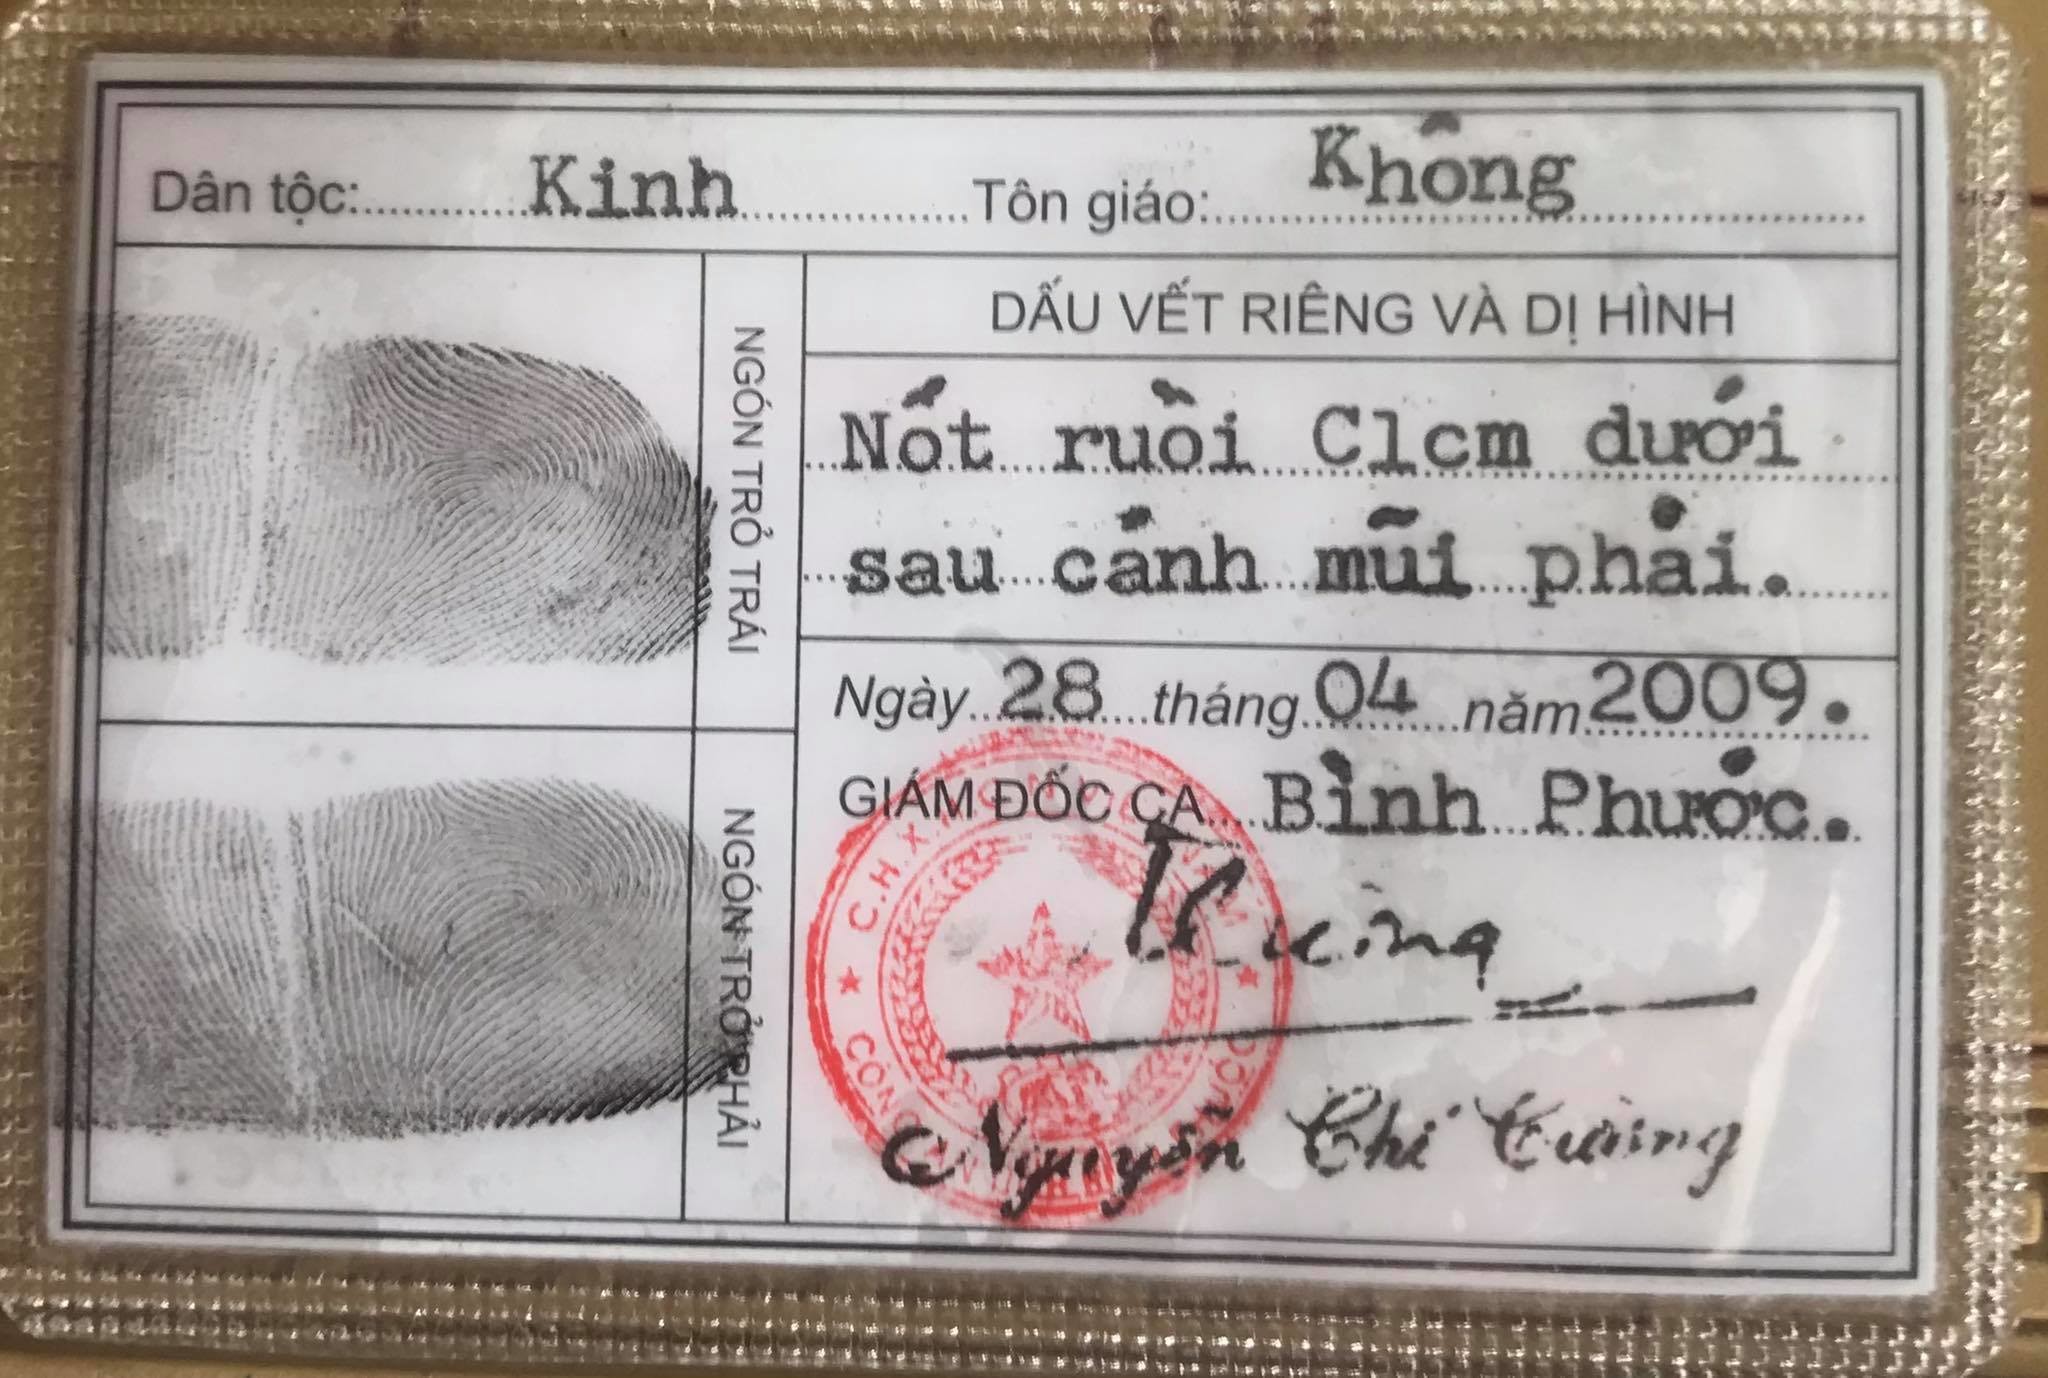 Dân tộc: Kinh Tôn giáo: Không
NGÓN TRỎ TRÁI
NGÓN TRỎ PHẢI
DẤU VẾT RIÊNG VÀ DỊ HÌNH
Nốt ruồi C1cm dưới
sau cánh mũi phải.
Ngày 28 tháng 04 năm 2009.
GIÁM ĐỐC CA Bình Phước.
C.H.X
CÔN
Nguyễn Chí Tường